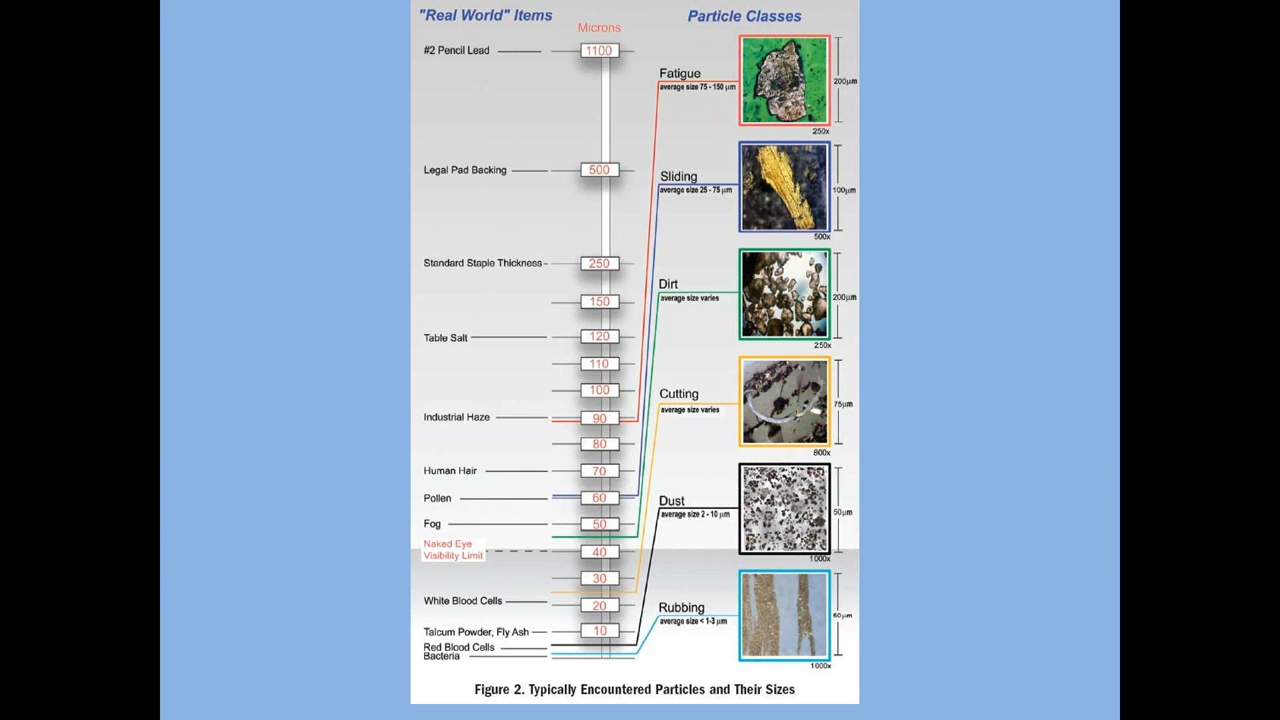 "Real World" Items
Particle Classes
Microns
#2 Pencil Lead
1100
Legal Pad Backing
500
Standard Staple Thickness
250
150
Table Salt
120
110
100
Industrial Haze
90
80
Human Hair
70
Pollen
60
Fog
50
Naked Eye
Visibility Limit
40
30
White Blood Cells
20
Talcum Powder, Fly Ash
10
Red Blood Cells
Bacteria
Fatigue
average size 75 - 150 µm
200µm
250x
Sliding
average size 25 - 75 µm
100µm
500x
Dirt
average size varies
200µm
250x
Cutting
average size varies
75µm
800x
Dust
average size 2 - 10 µm
50µm
1000x
Rubbing
average size < 1-3 µm
60µm
1000x
Figure 2. Typically Encountered Particles and Their Sizes